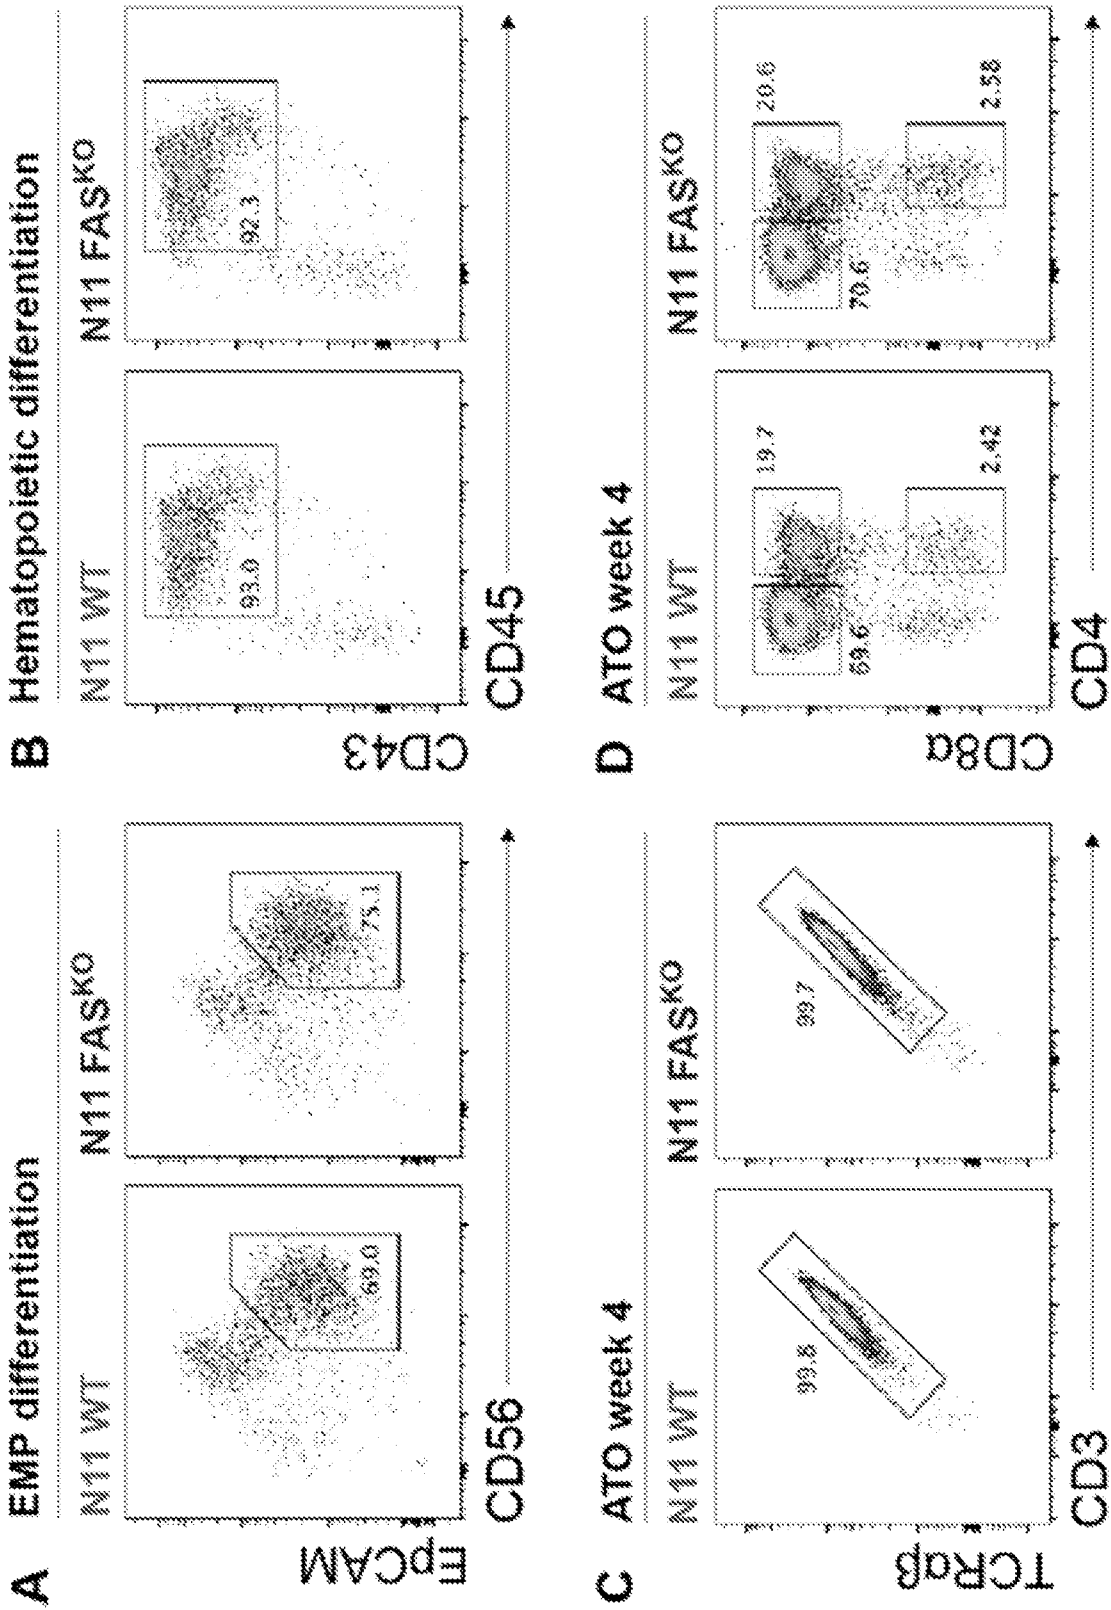 A EMP differentiation
N11 WT
N11 FASKO
EpCAM
69.0
75.1
CD56
B Hematopoietic differentiation
N11 WT
N11 FASKO
CD43
93.0
92.3
CD45
C ATO week 4
N11 WT
N11 FASKO
TCRαβ
99.8
99.7
CD3
D ATO week 4
N11 WT
N11 FASKO
CD8α
19.7
69.6
2.42
20.6
70.6
2.58
CD4